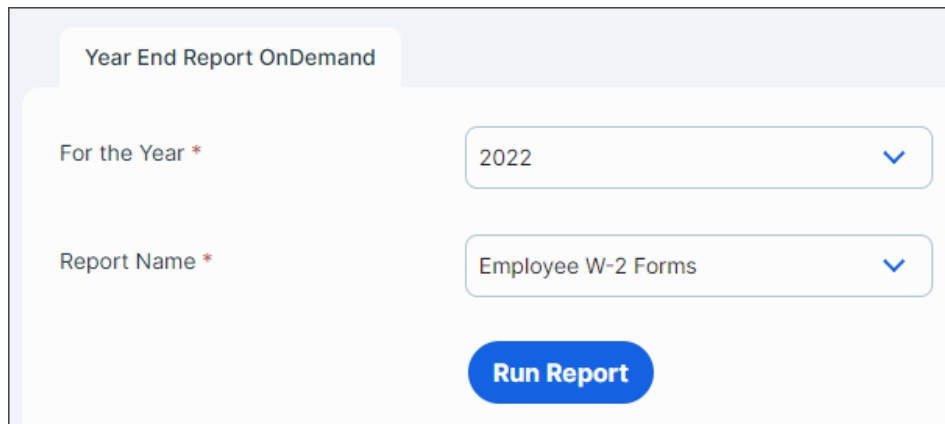 Year End Report OnDemand
For the Year *
2022
Report Name *
Employee W-2 Forms
Run Report